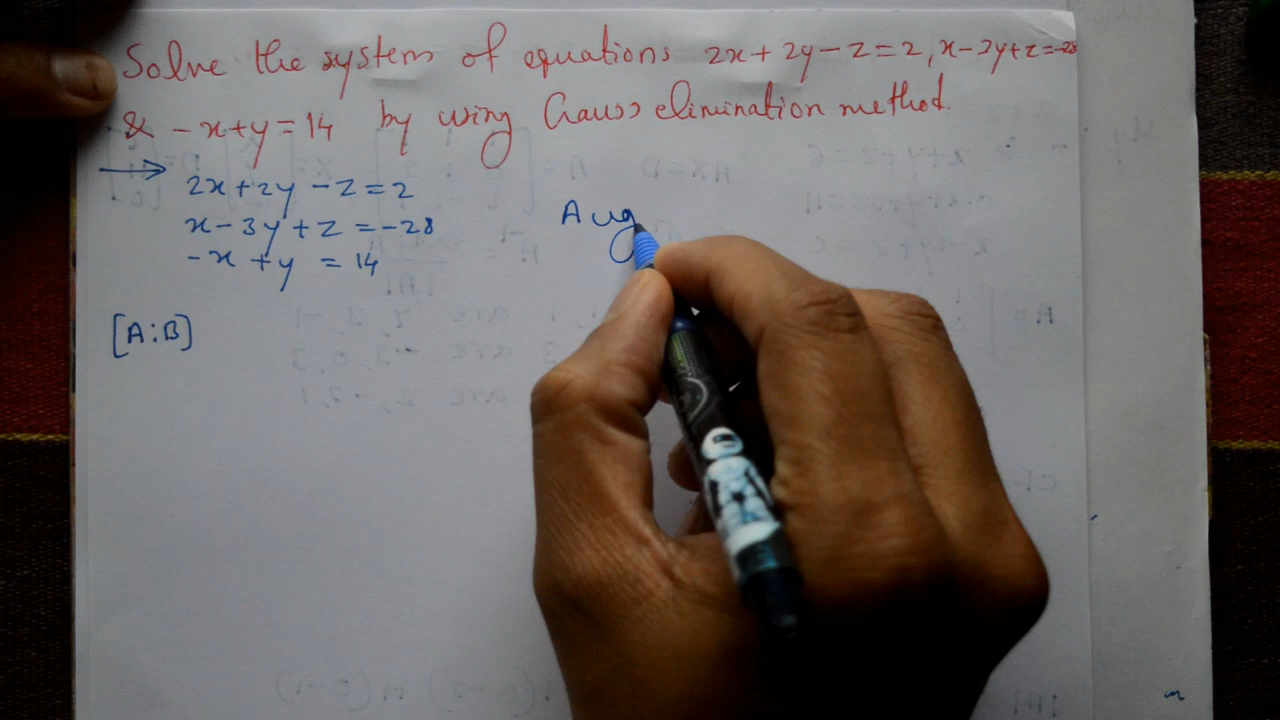 Solve the system of equations 2x + 2y - z = 2, x - 3y + z = -28
& -x + y = 14 by using Gauss elimination method.
→ 2x + 2y - z = 2
x - 3y + z = -28
-x + y = 14
Aug
[A:B]